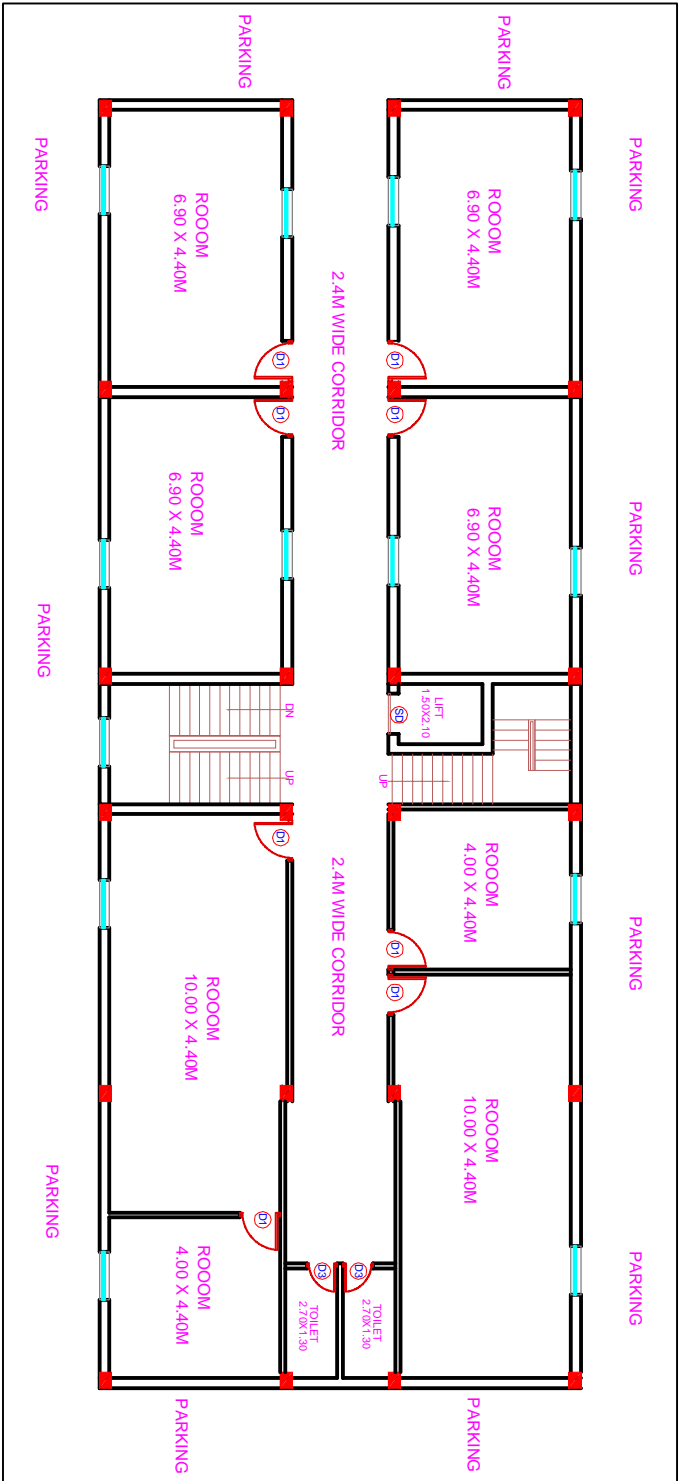 PARKING
PARKING
PARKING
PARKING
ROOOM
6.90 X 4.40M
ROOOM
6.90 X 4.40M
2.4M WIDE CORRIDOR
D1
D1
D1
D1
ROOOM
6.90 X 4.40M
ROOOM
6.90 X 4.40M
PARKING
PARKING
DN
UP
LIFT
1.50X2.10
SD
UP
D1
2.4M WIDE CORRIDOR
ROOOM
4.00 X 4.40M
PARKING
D1
D1
ROOOM
10.00 X 4.40M
ROOOM
10.00 X 4.40M
PARKING
PARKING
D1
ROOOM
4.00 X 4.40M
D3
D3
TOILET
2.70X1.30
TOILET
2.70X1.30
PARKING
PARKING